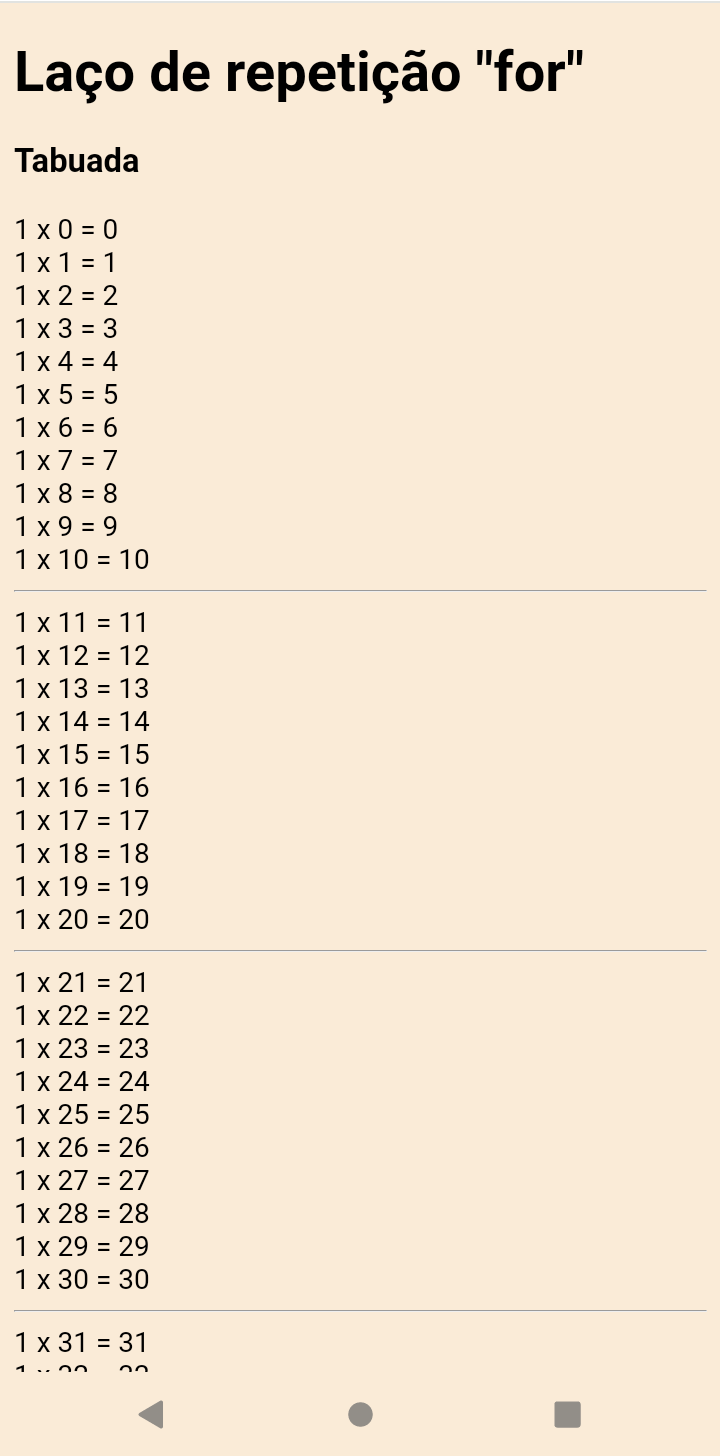 Laço de repetição "for"
Tabuada
1 x 0 = 0
1 x 1 = 1
1 x 2 = 2
1 x 3 = 3
1 x 4 = 4
1 x 5 = 5
1 x 6 = 6
1 x 7 = 7
1 x 8 = 8
1 x 9 = 9
1 x 10 = 10
1 x 11 = 11
1 x 12 = 12
1 x 13 = 13
1 x 14 = 14
1 x 15 = 15
1 x 16 = 16
1 x 17 = 17
1 x 18 = 18
1 x 19 = 19
1 x 20 = 20
1 x 21 = 21
1 x 22 = 22
1 x 23 = 23
1 x 24 = 24
1 x 25 = 25
1 x 26 = 26
1 x 27 = 27
1 x 28 = 28
1 x 29 = 29
1 x 30 = 30
1 x 31 = 31